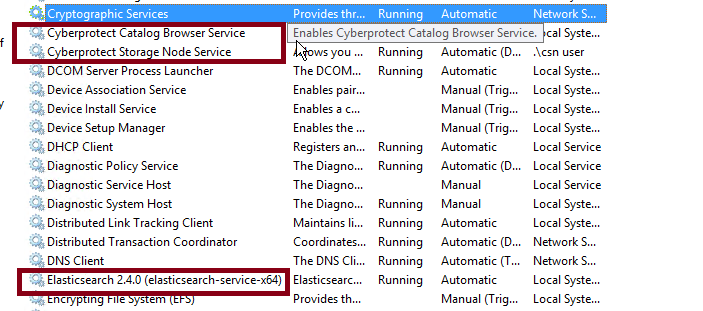 Cryptographic Services Provides thr... Running Automatic Network S...
Cyberprotect Catalog Browser Service Enables Cyberprotect Catalog Browser Service. ocal Syste...
Cyberprotect Storage Node Service Allows you ... Running Automatic (D... .\csn user
DCOM Server Process Launcher The DCOM... Running Automatic Local Syste...
Device Association Service Enables pair... Manual (Trig... Local Syste...
Device Install Service Enables a c... Manual (Trig... Local Syste...
Device Setup Manager Enables the ... Manual (Trig... Local Syste...
DHCP Client Registers an... Running Automatic Local Service
Diagnostic Policy Service The Diagno... Running Automatic (D... Local Service
Diagnostic Service Host The Diagno... Manual Local Service
Diagnostic System Host The Diagno... Manual Local Syste...
Distributed Link Tracking Client Maintains li... Running Automatic Local Syste...
Distributed Transaction Coordinator Coordinates... Running Automatic (D... Network S...
DNS Client The DNS Cli... Running Automatic (T... Network S...
Elasticsearch 2.4.0 (elasticsearch-service-x64) Elasticsearc... Running Automatic Local Syste...
Encrypting File System (EFS) Provides th... Manual (Trig... Local Syste...